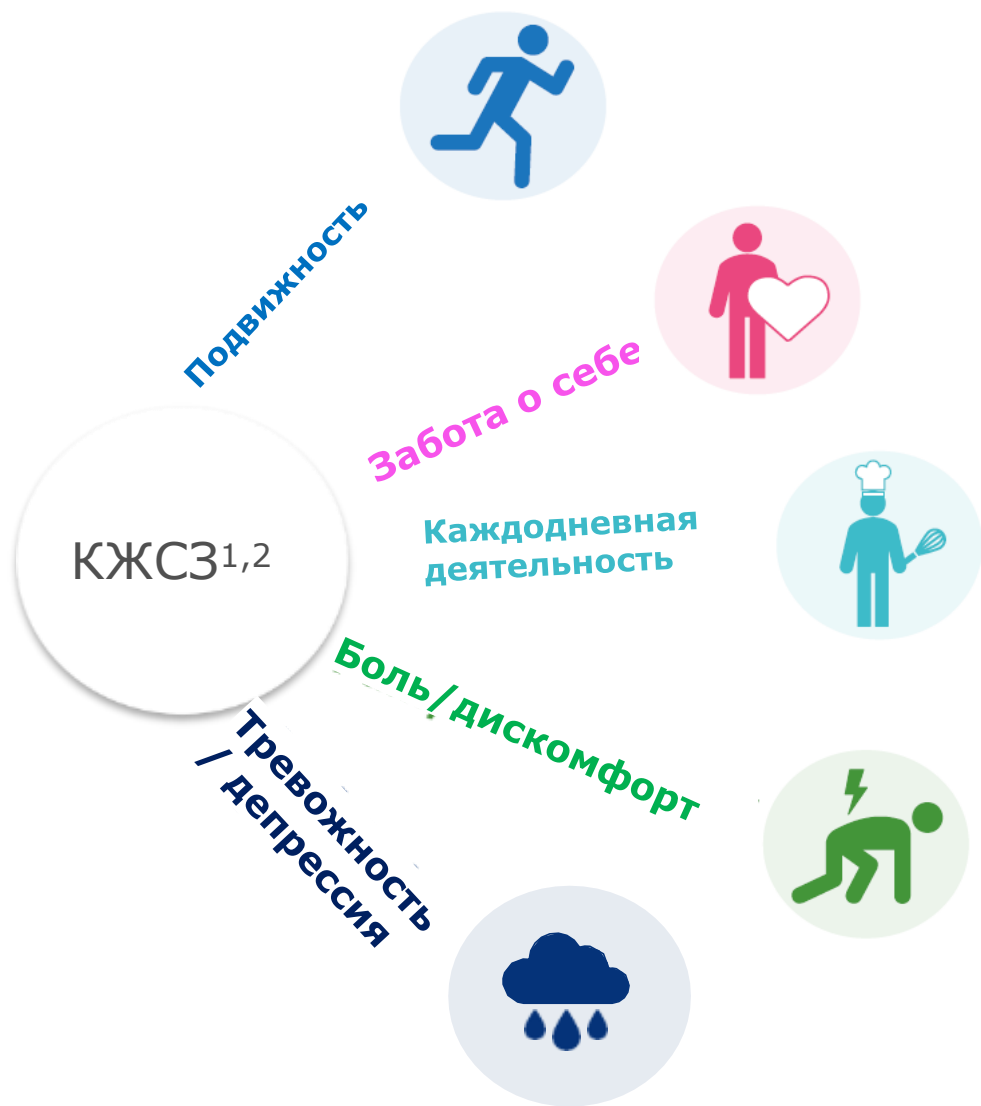 Подвижность
Забота о себе
Каждодневная
деятельность
КЖСЗ1,2
Боль/дискомфорт
Тревожность
/ депрессия